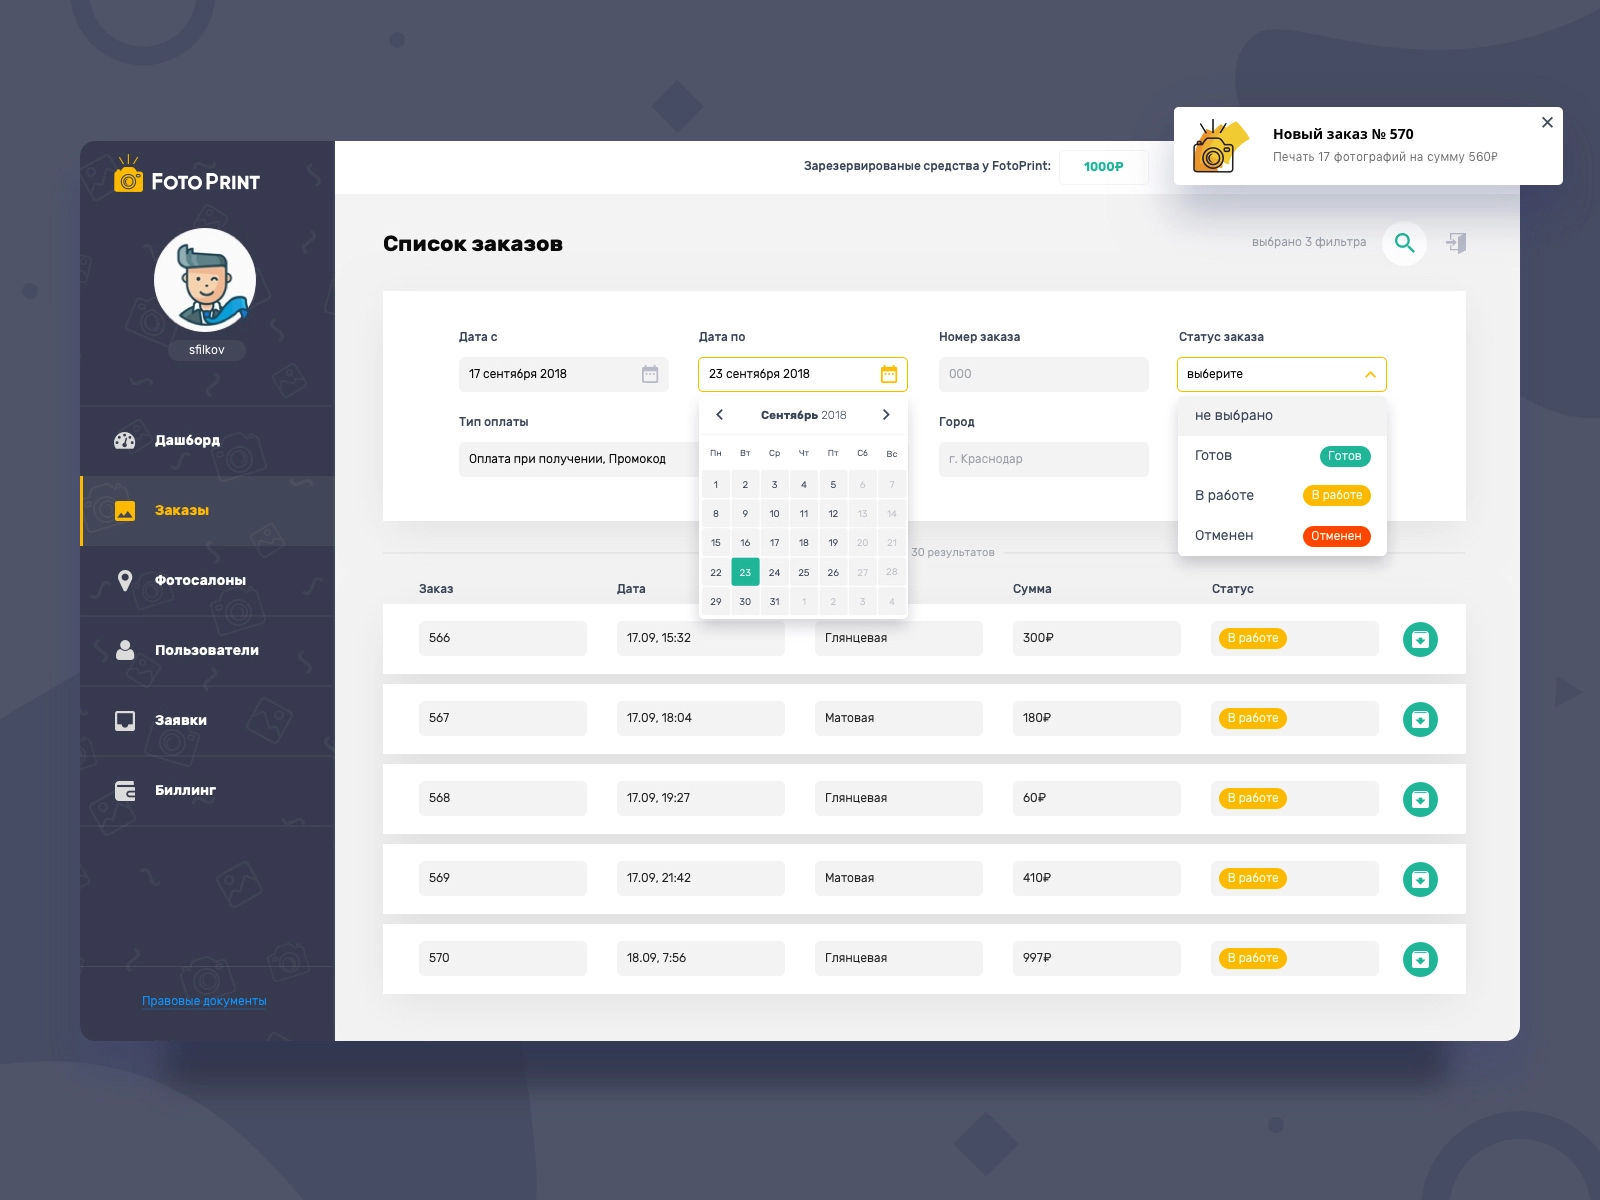 Новый заказ № 570
Печать 17 фотографий на сумму 560₽
FOTO PRINT
Зарезервированые средства у FotoPrint:
1000₽
sfilkov
Дашборд
Заказы
Фотосалоны
Пользователи
Заявки
Биллинг
Правовые документы
Список заказов
выбрано 3 фильтра
Дата с
Дата по
Номер заказа
Статус заказа
17 сентября 2018
23 сентября 2018
000
выберите
Тип оплаты
Город
Оплата при получении, Промокод
г. Краснодар
Сентябрь 2018
Пн Вт Ср Чт Пт Сб Вс
1 2 3 4 5 6 7
8 9 10 11 12 13 14
15 16 17 18 19 20 21
22 23 24 25 26 27 28
29 30 31 1 2 3 4
не выбрано
Готов Готов
В работе В работе
Отменен Отменен
30 результатов
Заказ Дата Сумма Статус
566 17.09, 15:32 Глянцевая 300₽ В работе
567 17.09, 18:04 Матовая 180₽ В работе
568 17.09, 19:27 Глянцевая 60₽ В работе
569 17.09, 21:42 Матовая 410₽ В работе
570 18.09, 7:56 Глянцевая 997₽ В работе